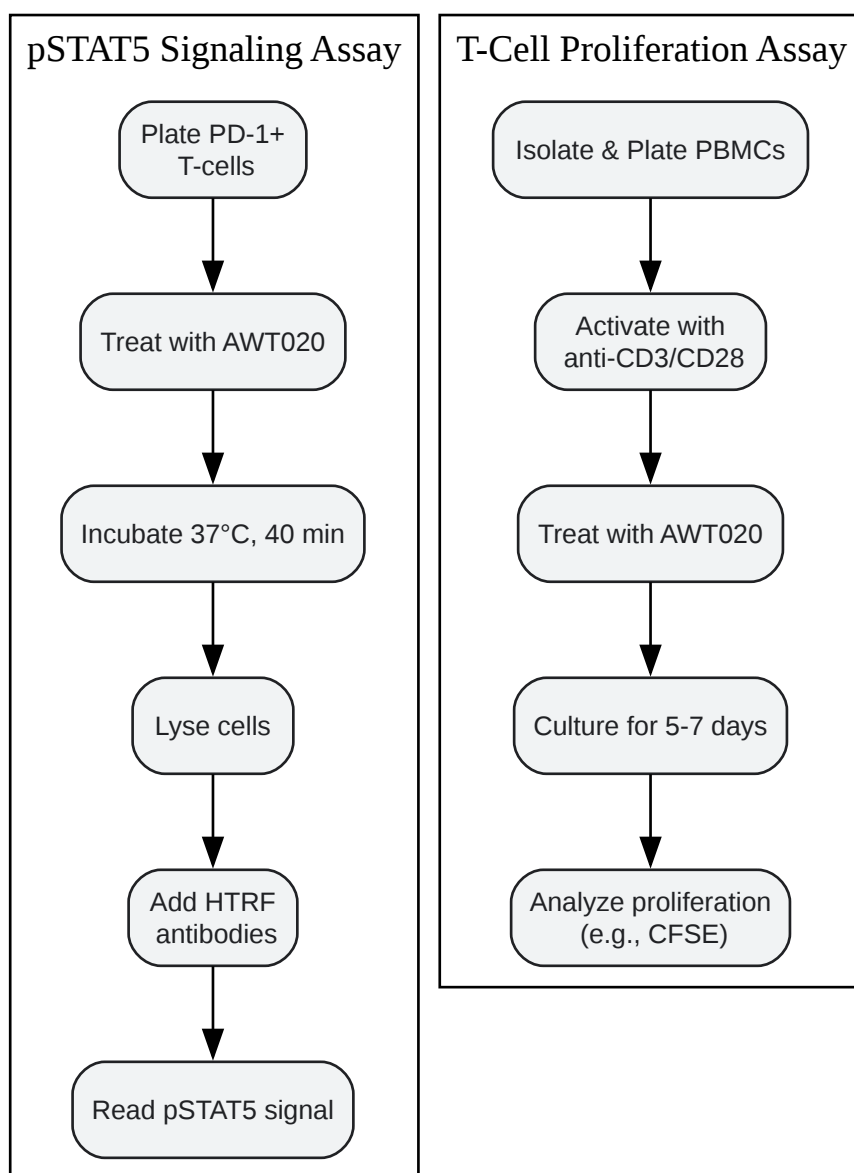 pSTAT5 Signaling Assay
Plate PD-1+
T-cells
Treat with AWT020
Incubate 37°C, 40 min
Lyse cells
Add HTRF
antibodies
Read pSTAT5 signal
T-Cell Proliferation Assay
Isolate & Plate PBMCs
Activate with
anti-CD3/CD28
Treat with AWT020
Culture for 5-7 days
Analyze proliferation
(e.g., CFSE)